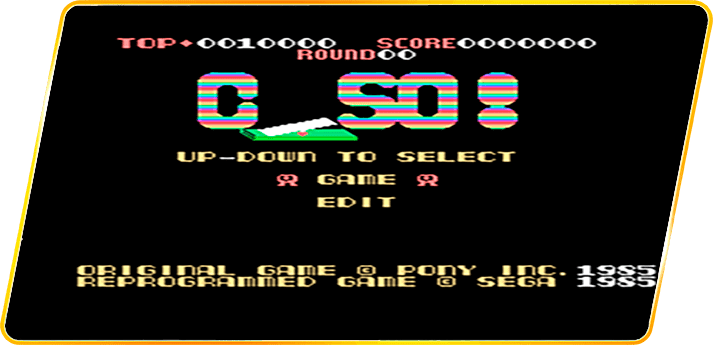 TOP 0010000 SCORE0000000
ROUND00
C SO!
UP-DOWN TO SELECT
GAME
EDIT
ORIGINAL GAME © PONY INC. 1985
REPROGRAMMED GAME © SEGA 1985